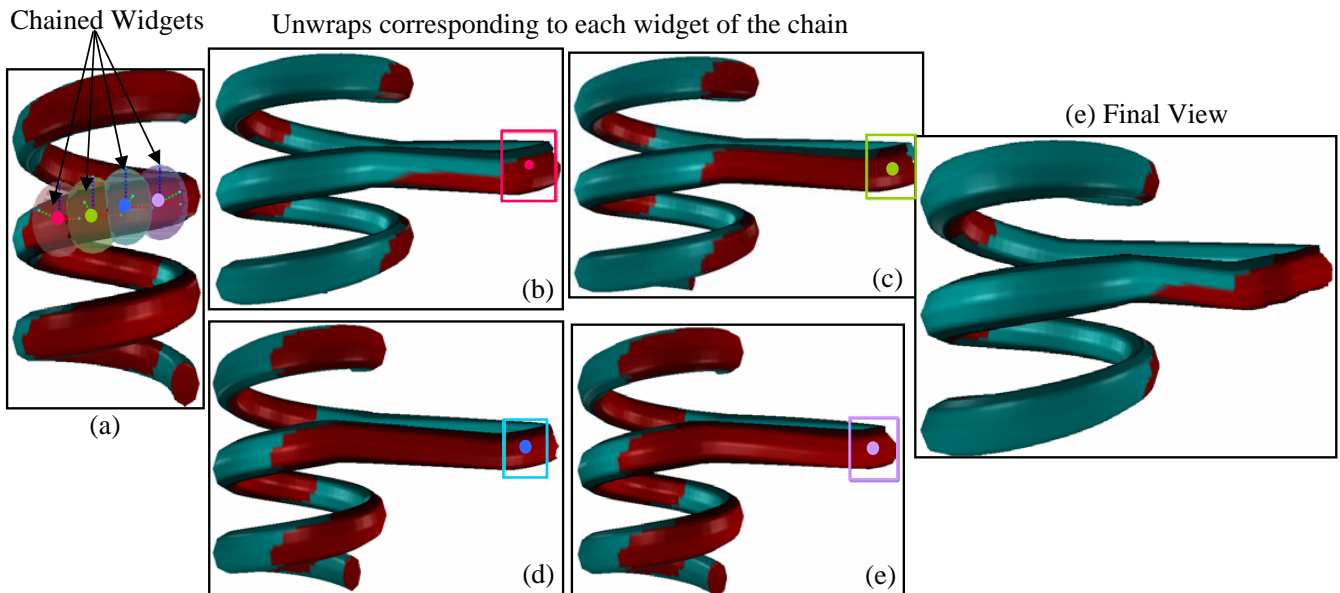 Chained Widgets
Unwraps corresponding to each widget of the chain
(e) Final View
(a)
(b)
(c)
(d)
(e)